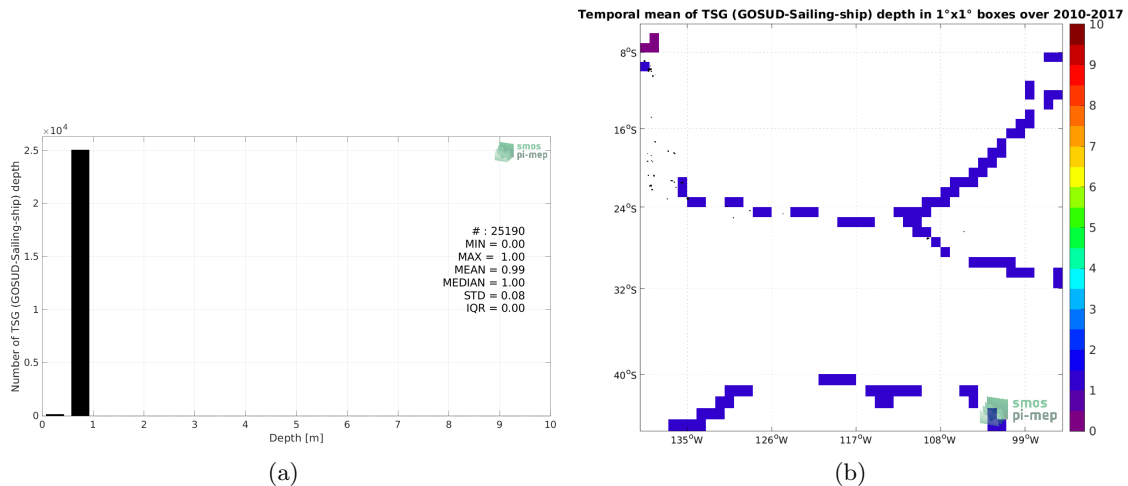 ×10⁴
2.5
2
1.5
1
0.5
0
0 1 2 3 4 5 6 7 8 9 10
Number of TSG (GOSUD-Sailing-ship) depth
Depth [m]
smos
pi-mep
# : 25190
MIN = 0.00
MAX = 1.00
MEAN = 0.99
MEDIAN = 1.00
STD = 0.08
IQR = 0.00
(a)
Temporal mean of TSG (GOSUD-Sailing-ship) depth in 1°x1° boxes over 2010-2017
8°S
16°S
24°S
32°S
40°S
135°W 126°W 117°W 108°W 99°W
smos
pi-mep
10
9
8
7
6
5
4
3
2
1
0
(b)